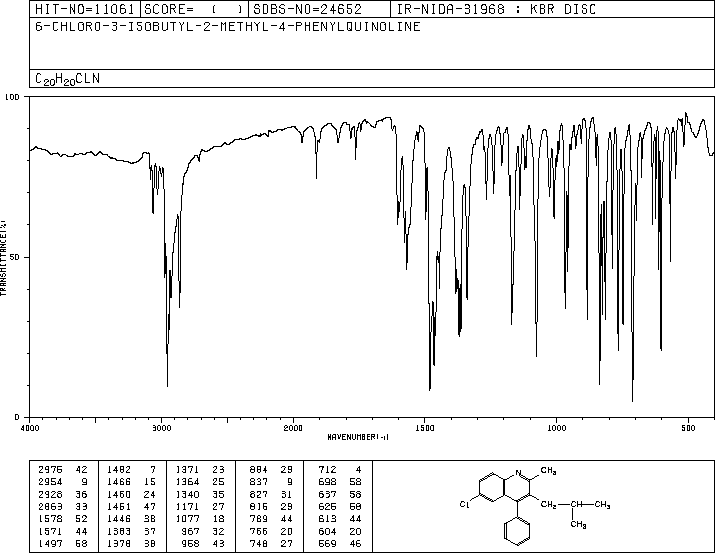 HIT-NO=11061 SCORE= ( ) SDBS-NO=24652 IR-NIDA-31968 : KBR DISC
6-CHLORO-3-ISOBUTYL-2-METHYL-4-PHENYLQUINOLINE
C20H20CLN
100
50
0
TRANSMITTANCE(%)
4000 3000 2000 1500 1000 500
WAVENUMBER(-1)
2976 42 1482 7 1371 23 884 29 712 4
2954 9 1466 15 1364 25 837 9 698 58
2928 36 1460 24 1340 35 827 31 637 58
2869 33 1451 47 1171 27 816 29 625 58
1578 52 1446 38 1077 18 789 44 613 44
1571 44 1383 37 967 32 766 20 604 20
1497 58 1378 38 958 43 748 27 569 46
N CH3
Cl CH2 CH CH3
CH3